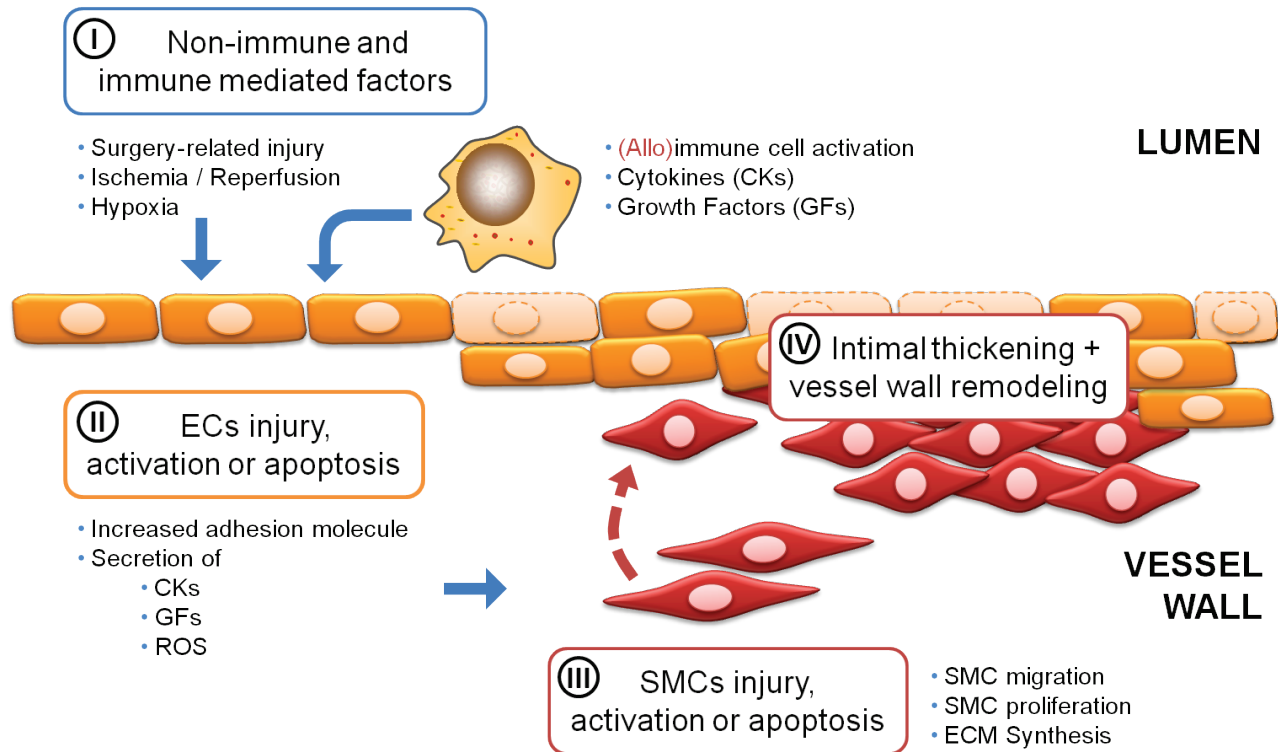 I
Non-immune and
immune mediated factors
• Surgery-related injury
• Ischemia / Reperfusion
• Hypoxia
• (Allo)immune cell activation
• Cytokines (CKs)
• Growth Factors (GFs)
LUMEN
II
ECs injury,
activation or apoptosis
• Increased adhesion molecule
• Secretion of
• CKs
• GFs
• ROS
III
SMCs injury,
activation or apoptosis
• SMC migration
• SMC proliferation
• ECM Synthesis
IV
Intimal thickening +
vessel wall remodeling
VESSEL
WALL